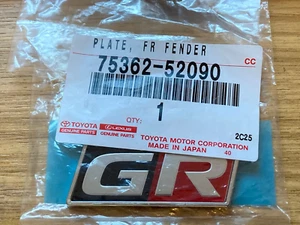 PLATE, FR FENDER
CC
75362-52090
QTY:
1
TOYOTA
GENUINE PARTS
LEXUS
GENUINE PARTS
2C25
TOYOTA MOTOR CORPORATION
MADE IN JAPAN 40
GR